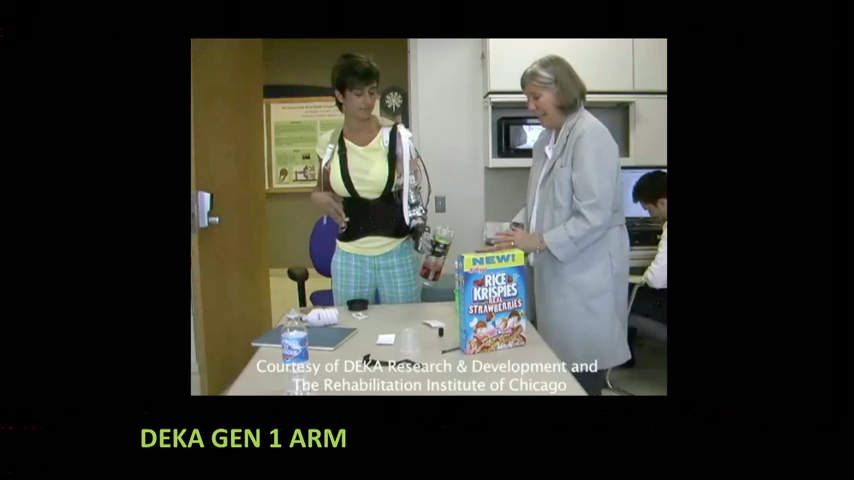 NEW!
RICE
KRISPIES
REAL
STRAWBERRIES
Courtesy of DEKA Research & Development and
The Rehabilitation Institute of Chicago
DEKA GEN 1 ARM